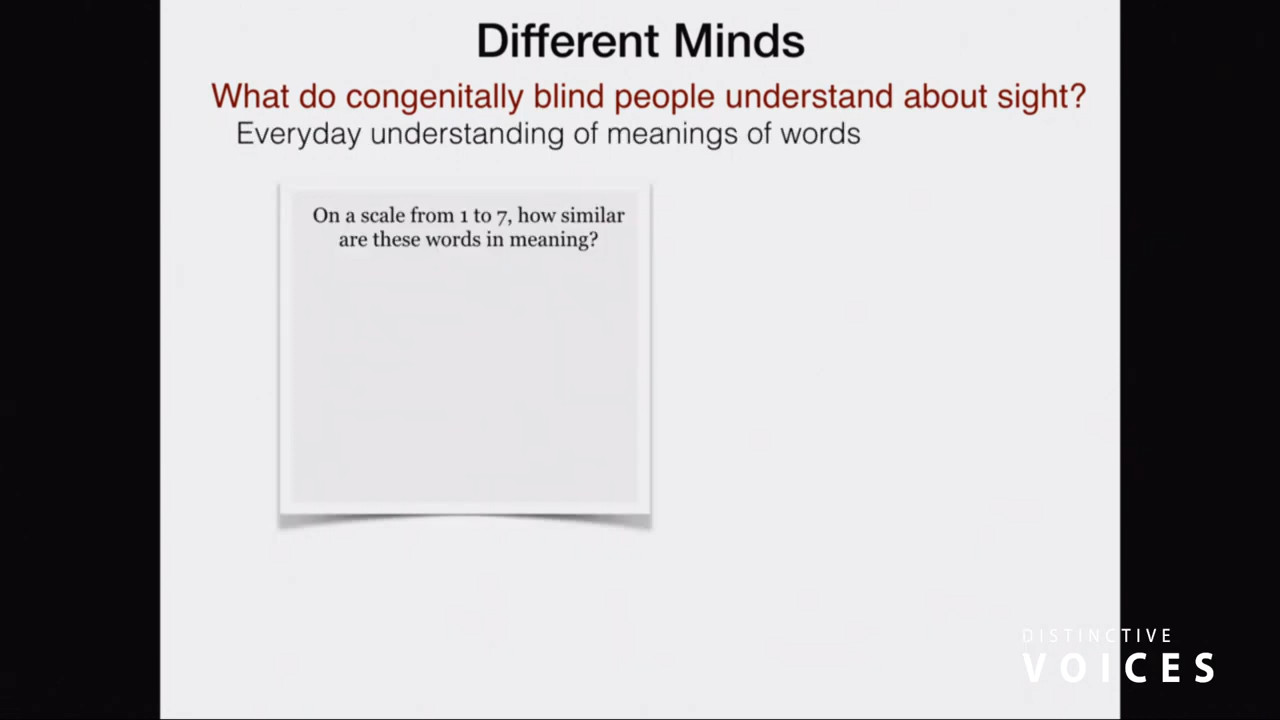 Different Minds
What do congenitally blind people understand about sight?
Everyday understanding of meanings of words
On a scale from 1 to 7, how similar
are these words in meaning?
DISTINCTIVE
VOICES